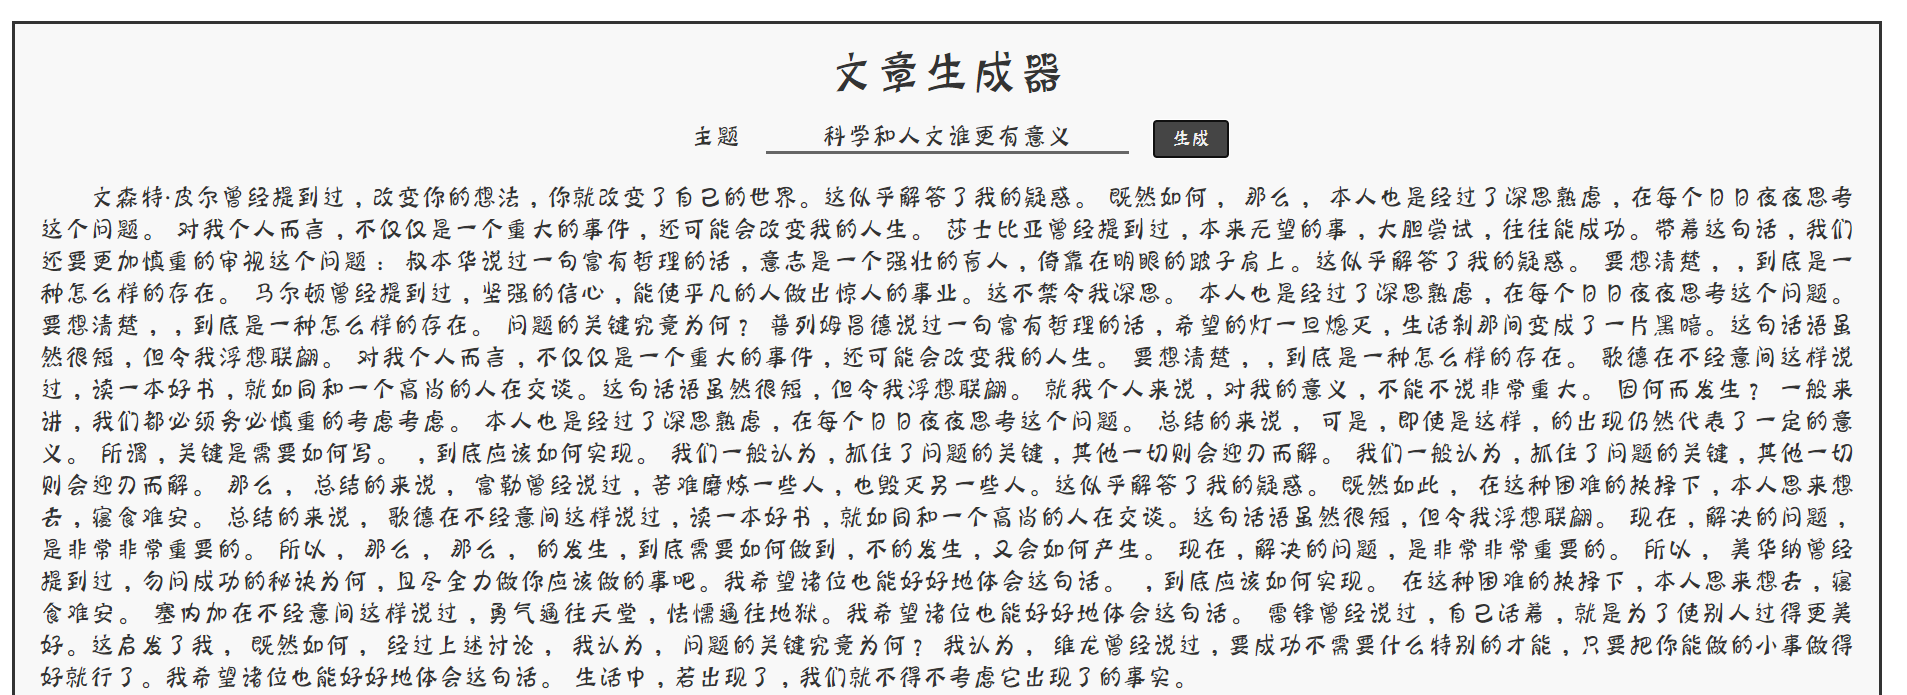 文章生成器
主题 科学和人文谁更有意义 生成
文森特·皮尔曾经提到过，改变你的想法，你就改变了自己的世界。这似乎解答了我的疑惑。 既然如何， 那么， 本人也是经过了深思熟虑，在每个日日夜夜思考
这个问题。 对我个人而言，不仅仅是一个重大的事件，还可能会改变我的人生。 莎士比亚曾经提到过，本来无望的事，大胆尝试，往往能成功。带着这句话，我们
还要更加慎重的审视这个问题： 叔本华说过一句富有哲理的话，意志是一个强壮的盲人，倚靠在明眼的跛子肩上。这似乎解答了我的疑惑。 要想清楚，，到底是一
种怎么样的存在。 马尔顿曾经提到过，坚强的信心，能使平凡的人做出惊人的事业。这不禁令我深思。 本人也是经过了深思熟虑，在每个日日夜夜思考这个问题。
要想清楚，，到底是一种怎么样的存在。 问题的关键究竟为何？ 普列姆昌德说过一句富有哲理的话，希望的灯一旦熄灭，生活刹那间变成了一片黑暗。这句话语虽
然很短，但令我浮想联翩。 对我个人而言，不仅仅是一个重大的事件，还可能会改变我的人生。 要想清楚，，到底是一种怎么样的存在。 歌德在不经意间这样说
过，读一本好书，就如同和一个高尚的人在交谈。这句话语虽然很短，但令我浮想联翩。 就我个人来说，对我的意义，不能不说非常重大。 因何而发生？ 一般来
讲，我们都必须务必慎重的考虑考虑。 本人也是经过了深思熟虑，在每个日日夜夜思考这个问题。 总结的来说， 可是，即使是这样，的出现仍然代表了一定的意
义。 所谓，关键是需要如何写。 ，到底应该如何实现。 我们一般认为，抓住了问题的关键，其他一切则会迎刃而解。 我们一般认为，抓住了问题的关键，其他一切
则会迎刃而解。 那么， 总结的来说， 富勒曾经说过，苦难磨炼一些人，也毁灭另一些人。这似乎解答了我的疑惑。 既然如此， 在这种困难的抉择下，本人思来想
去，寝食难安。 总结的来说， 歌德在不经意间这样说过，读一本好书，就如同和一个高尚的人在交谈。这句话语虽然很短，但令我浮想联翩。 现在，解决的问题，
是非常非常重要的。 所以， 那么， 那么， 的发生，到底需要如何做到，不的发生，又会如何产生。 现在，解决的问题，是非常非常重要的。 所以， 美华纳曾经
提到过，勿问成功的秘诀为何，且尽全力做你应该做的事吧。我希望诸位也能好好地体会这句话。 ，到底应该如何实现。 在这种困难的抉择下，本人思来想去，寝
食难安。 塞内加在不经意间这样说过，勇气通往天堂，怯懦通往地狱。我希望诸位也能好好地体会这句话。 雷锋曾经说过，自己活着，就是为了使别人过得更美
好。这启发了我， 既然如何， 经过上述讨论， 我认为， 问题的关键究竟为何？ 我认为， 维龙曾经说过，要成功不需要什么特别的才能，只要把你能做的小事做得
好就行了。我希望诸位也能好好地体会这句话。 生活中，若出现了，我们就不得不考虑它出现了的事实。